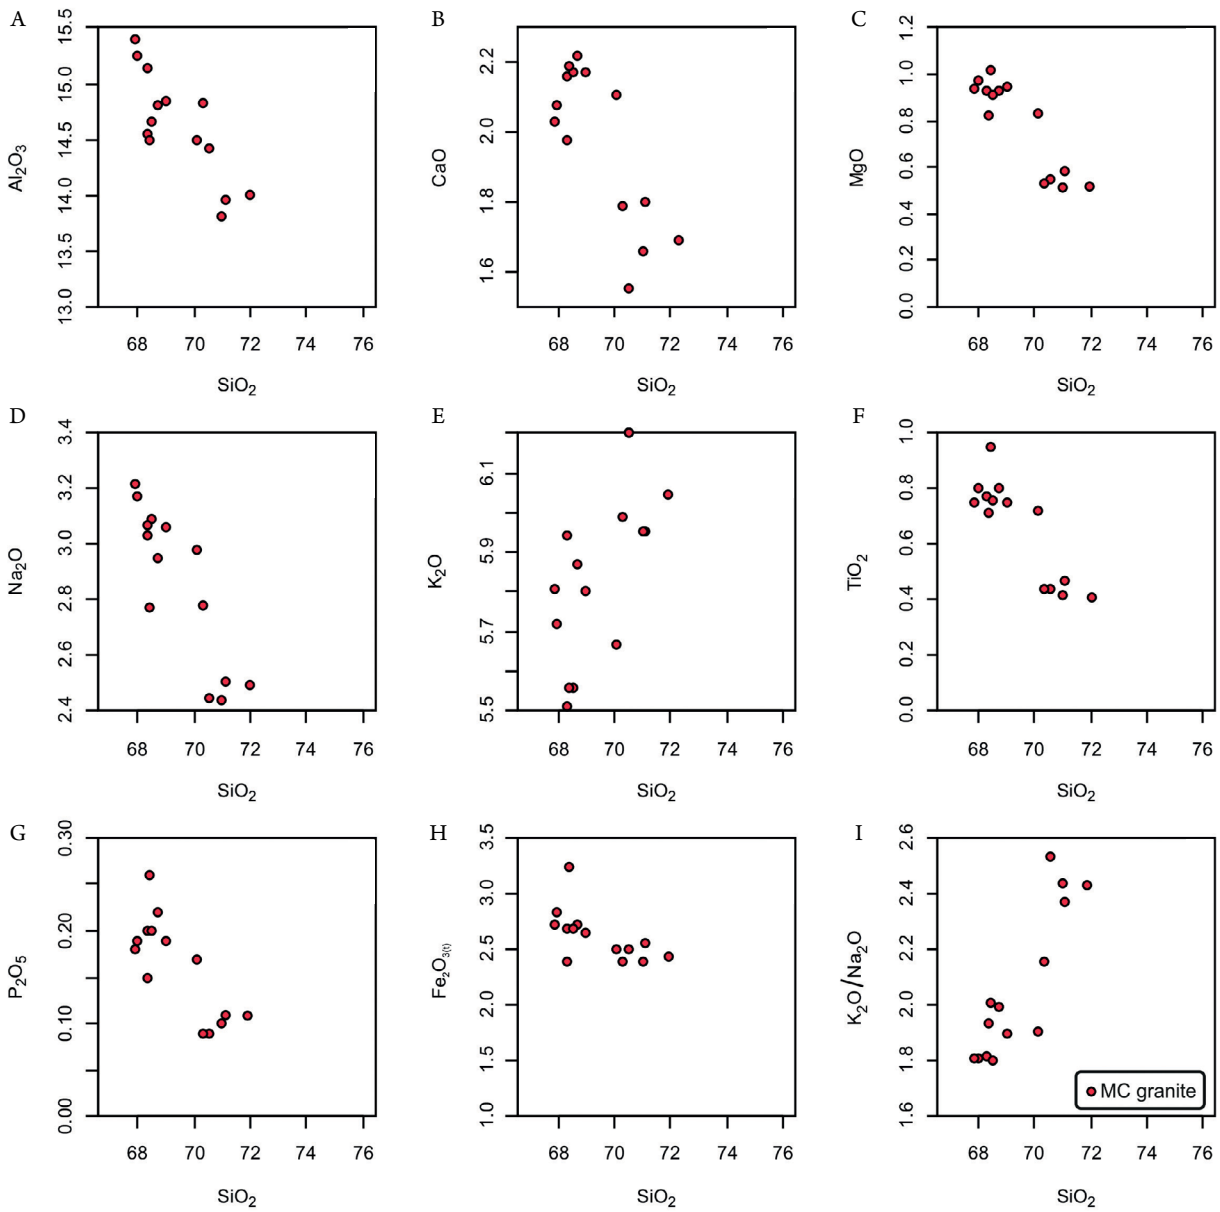 A
Al₂O₃
15.5
15.0
14.5
14.0
13.5
13.0
68 70 72 74 76
SiO₂
B
CaO
2.2
2.0
1.8
1.6
68 70 72 74 76
SiO₂
C
MgO
1.2
1.0
0.8
0.6
0.4
0.2
0.0
68 70 72 74 76
SiO₂
D
Na₂O
3.4
3.2
3.0
2.8
2.6
2.4
68 70 72 74 76
SiO₂
E
K₂O
6.1
5.9
5.7
5.5
68 70 72 74 76
SiO₂
F
TiO₂
1.0
0.8
0.6
0.4
0.2
0.0
68 70 72 74 76
SiO₂
G
P₂O₅
0.30
0.20
0.10
0.00
68 70 72 74 76
SiO₂
H
Fe₂O₃₍ₜ₎
3.5
3.0
2.5
2.0
1.5
1.0
68 70 72 74 76
SiO₂
I
K₂O/Na₂O
2.6
2.4
2.2
2.0
1.8
1.6
MC granite
68 70 72 74 76
SiO₂